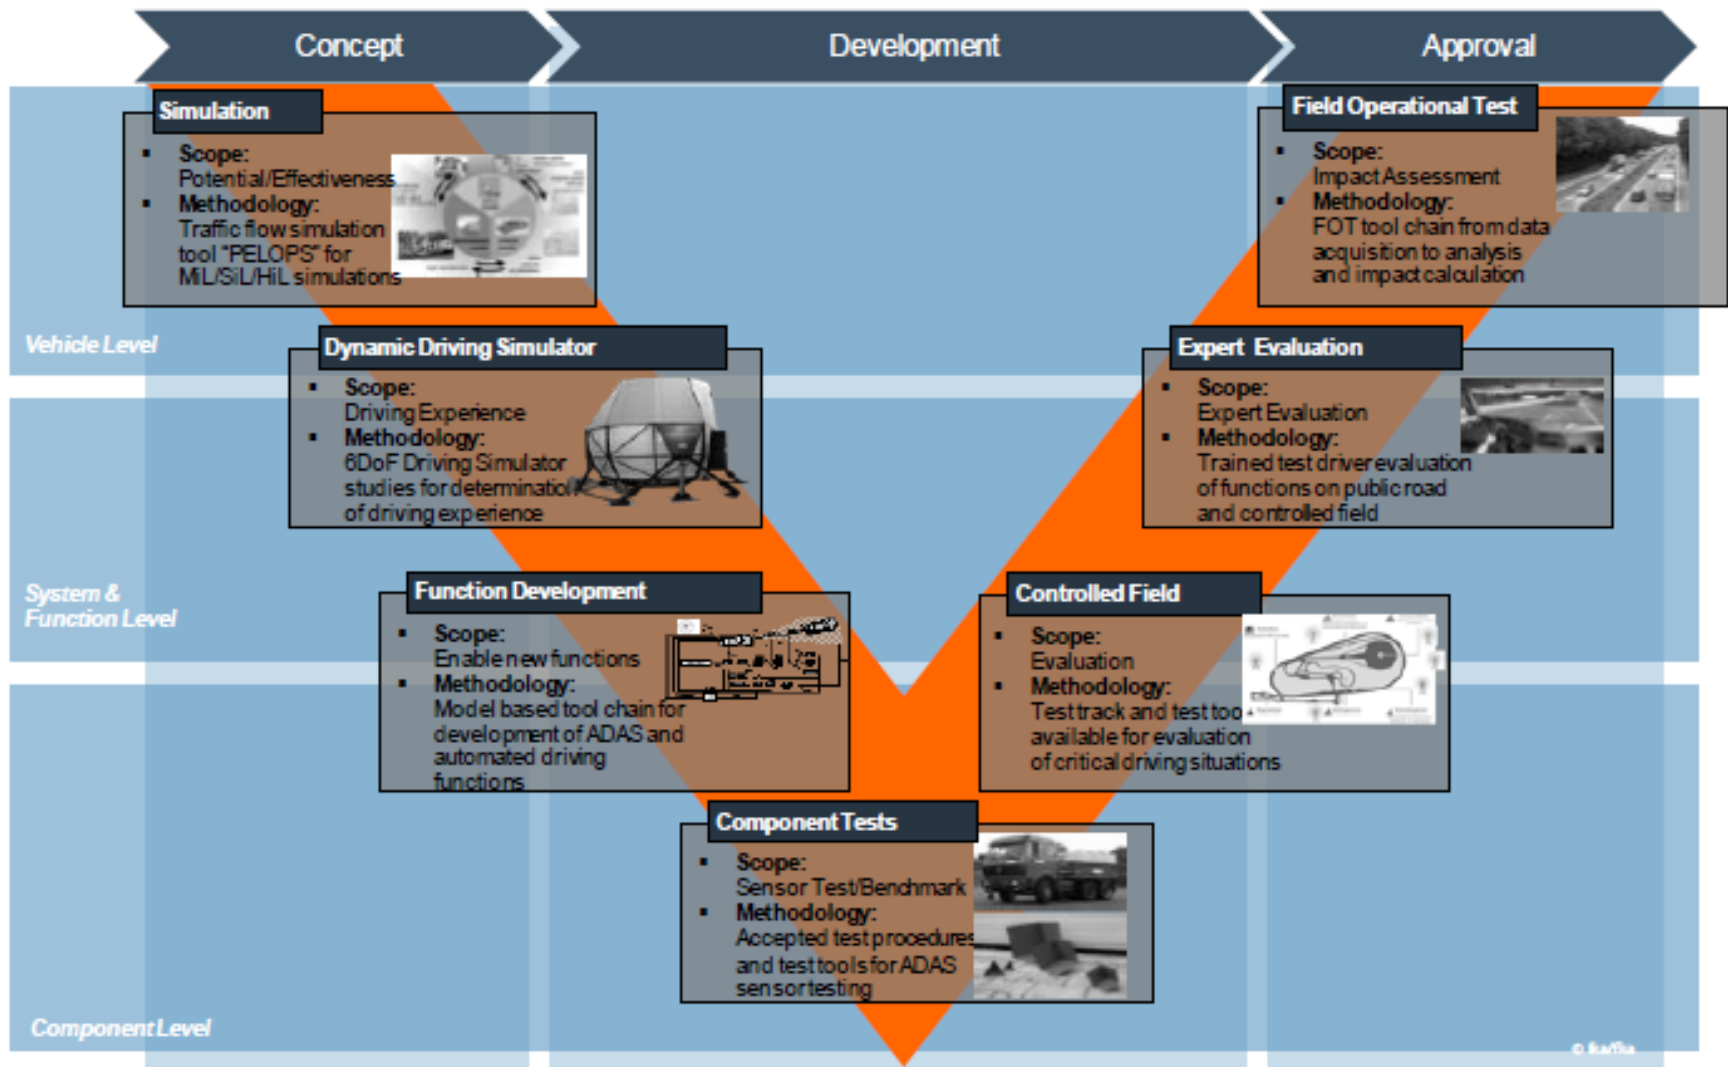 Concept
Development
Approval
Simulation
Scope:
Potential/Effectiveness
Methodology:
Traffic flow simulation
tool "PELOPS" for
MiL/SiL/HiL simulations
Field Operational Test
Scope:
Impact Assessment
Methodology:
FOT tool chain from data
acquisition to analysis
and impact calculation
Vehicle Level
Dynamic Driving Simulator
Scope:
Driving Experience
Methodology:
6DoF Driving Simulator
studies for determination
of driving experience
Expert Evaluation
Scope:
Expert Evaluation
Methodology:
Trained test driver evaluation
of functions on public road
and controlled field
System &
Function Level
Function Development
Scope:
Enable new functions
Methodology:
Model based tool chain for
development of ADAS and
automated driving
functions
Controlled Field
Scope:
Evaluation
Methodology:
Test track and test too
available for evaluation
of critical driving situations
Component Tests
Scope:
Sensor Test/Benchmark
Methodology:
Accepted test procedures
and test tools for ADAS
sensor testing
Component Level
© ika/fka